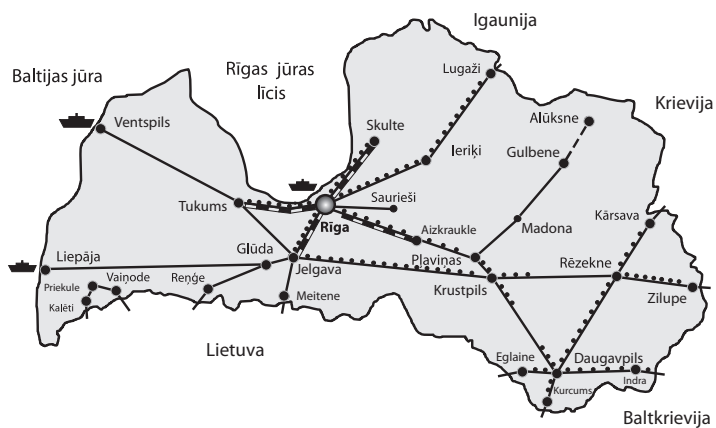 Igaunija
Baltijas jūra
Rīgas jūras
līcis
Lugaži
Krievija
Ventspils
Skulte
Alūksne
Ieriķi
Gulbene
Tukums
Rīga
Saurieši
Aizkraukle
Madona
Kārsava
Liepāja
Glūda
Jelgava
Pļaviņas
Rēzekne
Priekule
Vaiņode
Reņģe
Kalēti
Meitene
Krustpils
Zilupe
Lietuva
Eglaine
Daugavpils
Kurcums
Indra
Baltkrievija